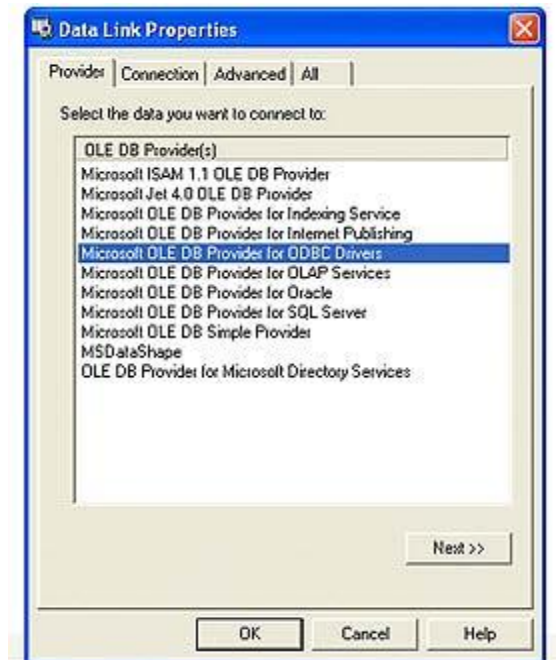 Data Link Properties
Provider Connection Advanced All
Select the data you want to connect to:
OLE DB Provider(s)
Microsoft ISAM 1.1 OLE DB Provider
Microsoft Jet 4.0 OLE DB Provider
Microsoft OLE DB Provider for Indexing Service
Microsoft OLE DB Provider for Internet Publishing
Microsoft OLE DB Provider for ODBC Drivers
Microsoft OLE DB Provider for OLAP Services
Microsoft OLE DB Provider for Oracle
Microsoft OLE DB Provider for SQL Server
Microsoft OLE DB Simple Provider
MSDataShape
OLE DB Provider for Microsoft Directory Services
Next >>
OK Cancel Help